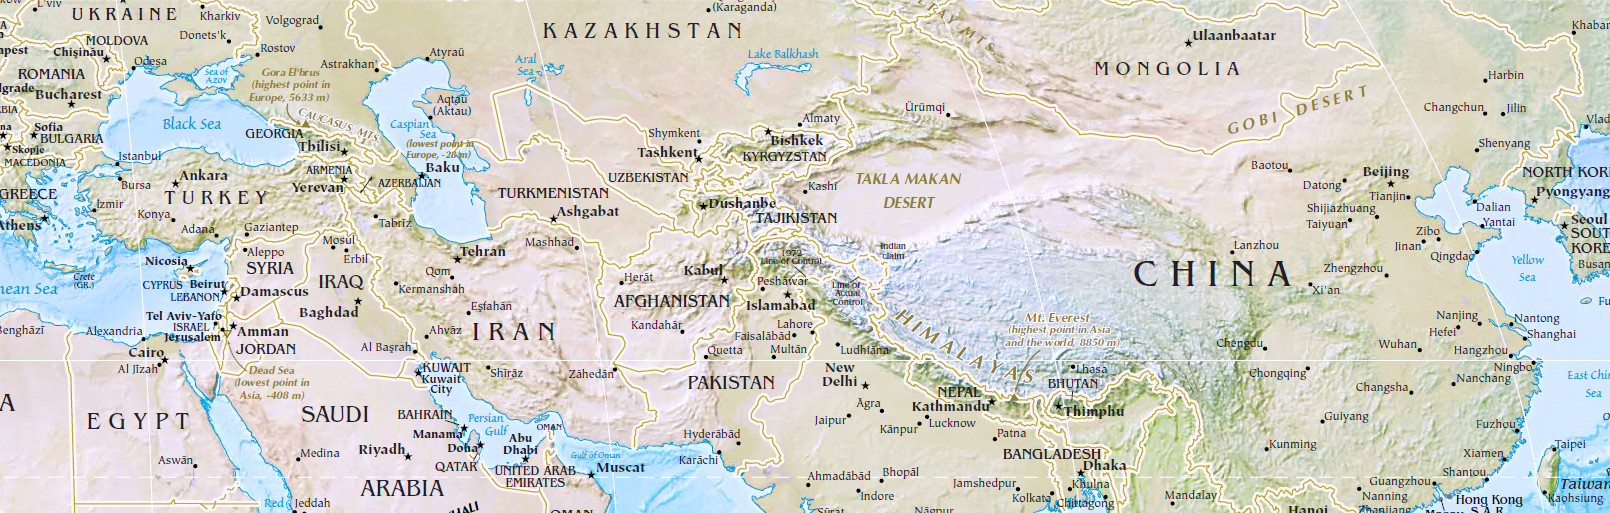 L'viv
UKRAINE
Kharkiv
Volgograd
KAZAKHSTAN
(Karaganda)
MTS.
Ulaanbaatar
Donets'k
MOLDOVA
Chişinău
Rostov
Odesa
Astrakhan'
Atyraū
Aral
Sea
Lake Balkhash
MONGOLIA
Harbin
ROMANIA
Bucharest
Sea of
Azov
Gora El'brus
(highest point in
Europe, 5633 m)
Aqtaū
(Aktau)
Ürümqi
GOBI DESERT
Changchun
Jilin
Sofia
BULGARIA
Skopje
MACEDONIA
Black Sea
GEORGIA
CAUCASUS MTS.
Tbilisi
Caspian
Sea
(lowest point in
Europe, -28 m)
Shymkent
Tashkent
Almaty
Bishkek
KYRGYZSTAN
Shenyang
Istanbul
Ankara
Bursa
TURKEY
ARMENIA
Yerevan
AZERBAIJAN
Baku
TURKMENISTAN
Ashgabat
UZBEKISTAN
Dushanbe
TAJIKISTAN
Kashi
TAKLA MAKAN
DESERT
Baotou
Datong
Beijing
Tianjin
NORTH KOR
Pyongyang
GREECE
Athens
İzmir
Konya
Adana
Gaziantep
Tabrīz
Shijiazhuang
Taiyuan
Dalian
Yantai
Seoul
SOUT
KORE
Busan
Zibo
Jinan
Qingdao
Yellow
Sea
Nicosia
Aleppo
SYRIA
Mosul
Erbil
Tehran
Mashhad
1972
Line of Control
Indian
claim
Lanzhou
CHINA
Zhengzhou
Xi'an
Crete
(GR.)
CYPRUS
Beirut
LEBANON
Damascus
IRAQ
Baghdad
Qom
Kermanshah
Eşfahān
Herāt
Kabul
AFGHANISTAN
Peshāwar
Islamabad
Line of
Actual
Control
nean Sea
Benghāzī
Alexandria
Tel Aviv-Yafo
ISRAEL
Jerusalem
Amman
JORDAN
Ahvāz
IRAN
Kandahār
Lahore
Faisalābād
Multān
Ludhiāna
HIMALAYAS
Mt. Everest
(highest point in Asia
and the world, 8850 m)
Chengdu
Nanjing
Hefei
Wuhan
Nantong
Shanghai
Hangzhou
Ningbo
Cairo
Al Jīzah
Al Başrah
KUWAIT
Kuwait
City
Shīrāz
Zāhedān
Quetta
PAKISTAN
New
Delhi
Lhasa
BHUTAN
Thimphu
Chongqing
Changsha
Nanchang
East Chin
Sea
Dead Sea
(lowest point in
Asia, -408 m)
EGYPT
SAUDI
ARABIA
BAHRAIN
Manama
Persian
Gulf
Doha
QATAR
Abu
Dhabi
OMAN
UNITED ARAB
EMIRATES
Gulf of Oman
Muscat
Hyderābād
Karāchi
Jaipur
Āgra
Kānpur
Lucknow
NEPAL
Kathmandu
Patna
BANGLADESH
Dhaka
Guiyang
Kunming
Fuzhou
Xiamen
Taipei
Aswān
Medina
Riyadh
Ahmadābād
Bhopāl
Indore
Jamshedpur
Kolkata
Khulna
Chittagong
Mandalay
Guangzhou
Nanning
Shantou
Taiwan
Kaohsiung
Hong Kong
S.A.R.
Red
Jeddah
OMAN
Sūrat
Nāgpur
Hanoi
Zhanjiang